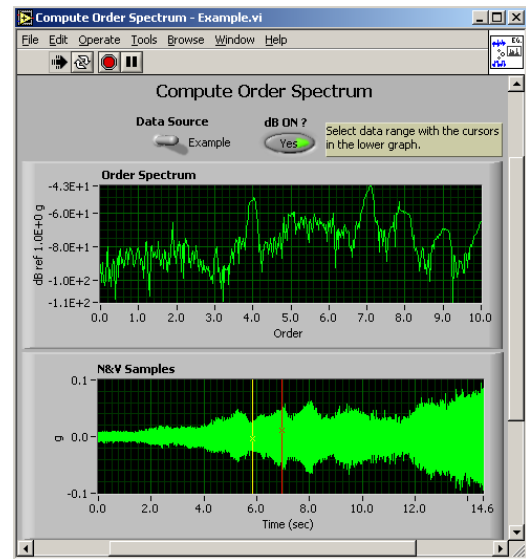 Compute Order Spectrum - Example.vi
File Edit Operate Tools Browse Window Help
Compute Order Spectrum
Data Source
Example
dB ON ?
Yes
Select data range with the cursors
in the lower graph.
Order Spectrum
dB ref 1.0E+0 g
-4.3E+1
-6.0E+1
-8.0E+1
-1.0E+2
-1.1E+2
0.0 1.0 2.0 3.0 4.0 5.0 6.0 7.0 8.0 9.0 10.0
Order
N&V Samples
g
0.1
0.0
-0.1
0.0 2.0 4.0 6.0 8.0 10.0 12.0 14.6
Time (sec)